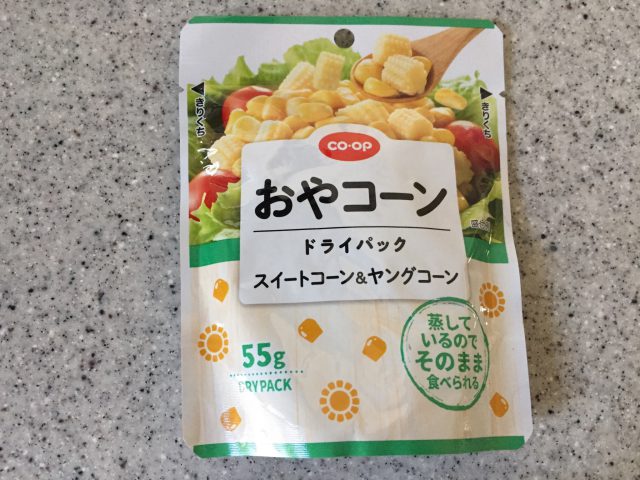 きりくち
きりくち
CO·OP
おやコーン
ドライパック
スイートコーン&ヤングコーン
蒸して
いるので
そのまま
食べられる
55g
DRY PACK